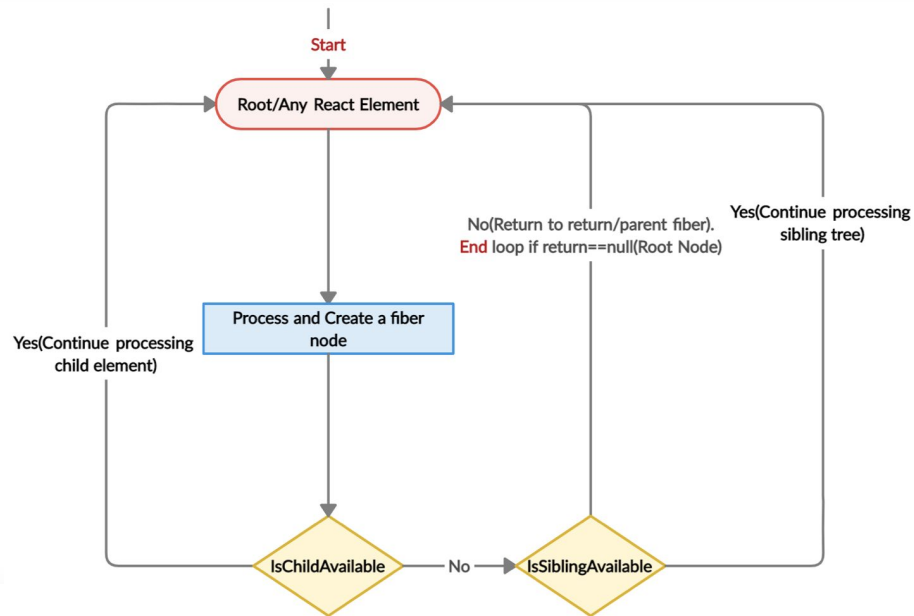 Start
Root/Any React Element
No(Return to return/parent fiber).
End loop if return==null(Root Node)
Yes(Continue processing
sibling tree)
Process and Create a fiber
node
Yes(Continue processing
child element)
IsChildAvailable
No
IsSiblingAvailable